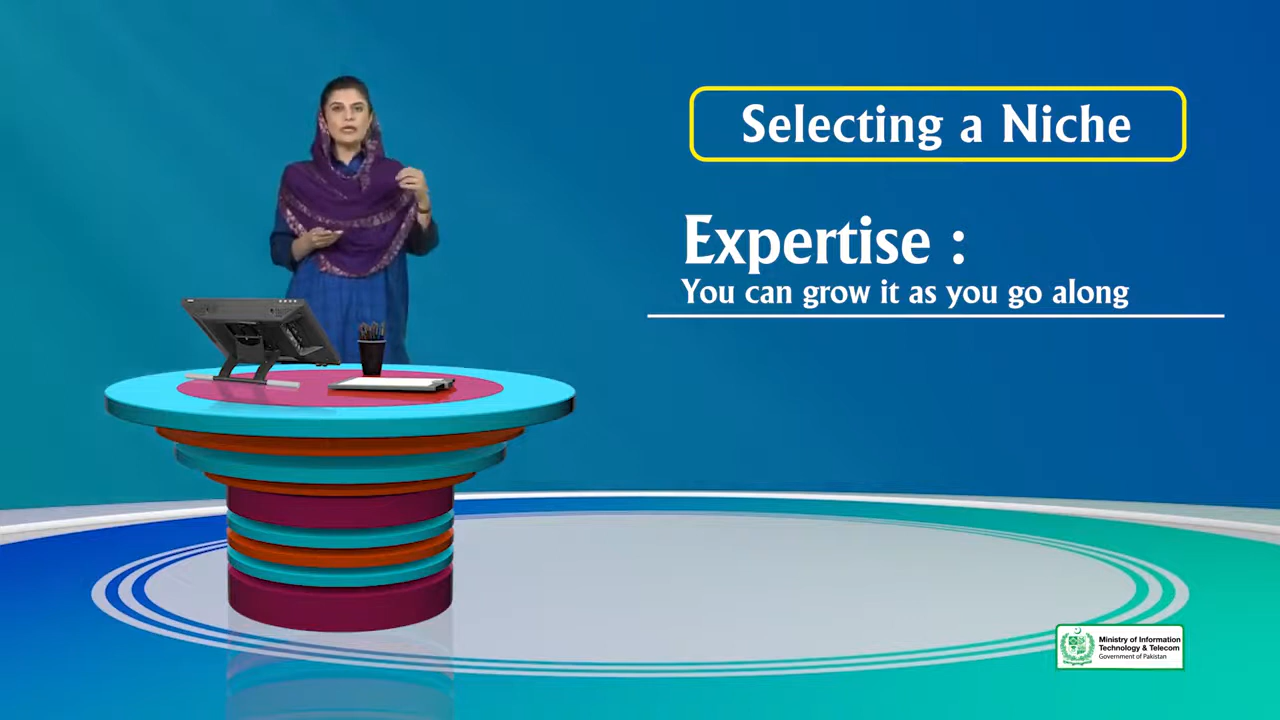 Selecting a Niche
Expertise :
You can grow it as you go along
Ministry of Information
Technology & Telecom
Government of Pakistan